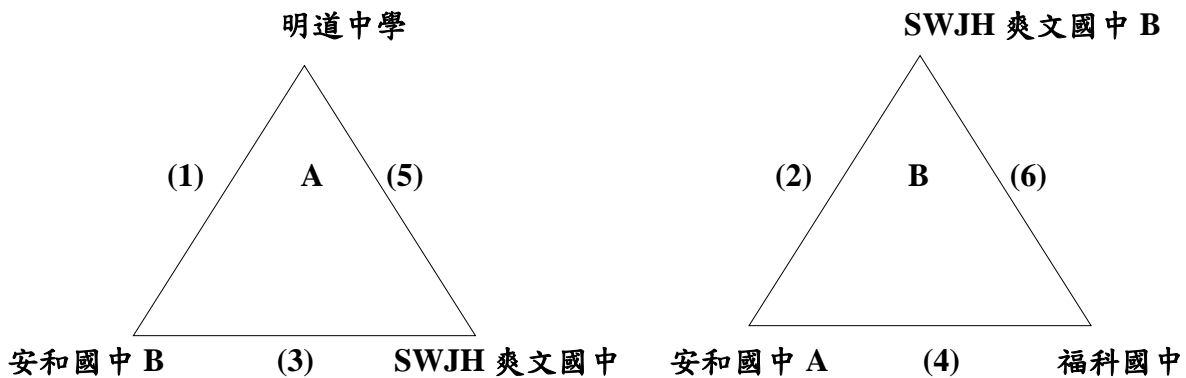 明道中學
SWJH 爽文國中 B
(1)
A
(5)
(2)
B
(6)
安和國中 B
(3)
SWJH 爽文國中
安和國中 A
(4)
福科國中